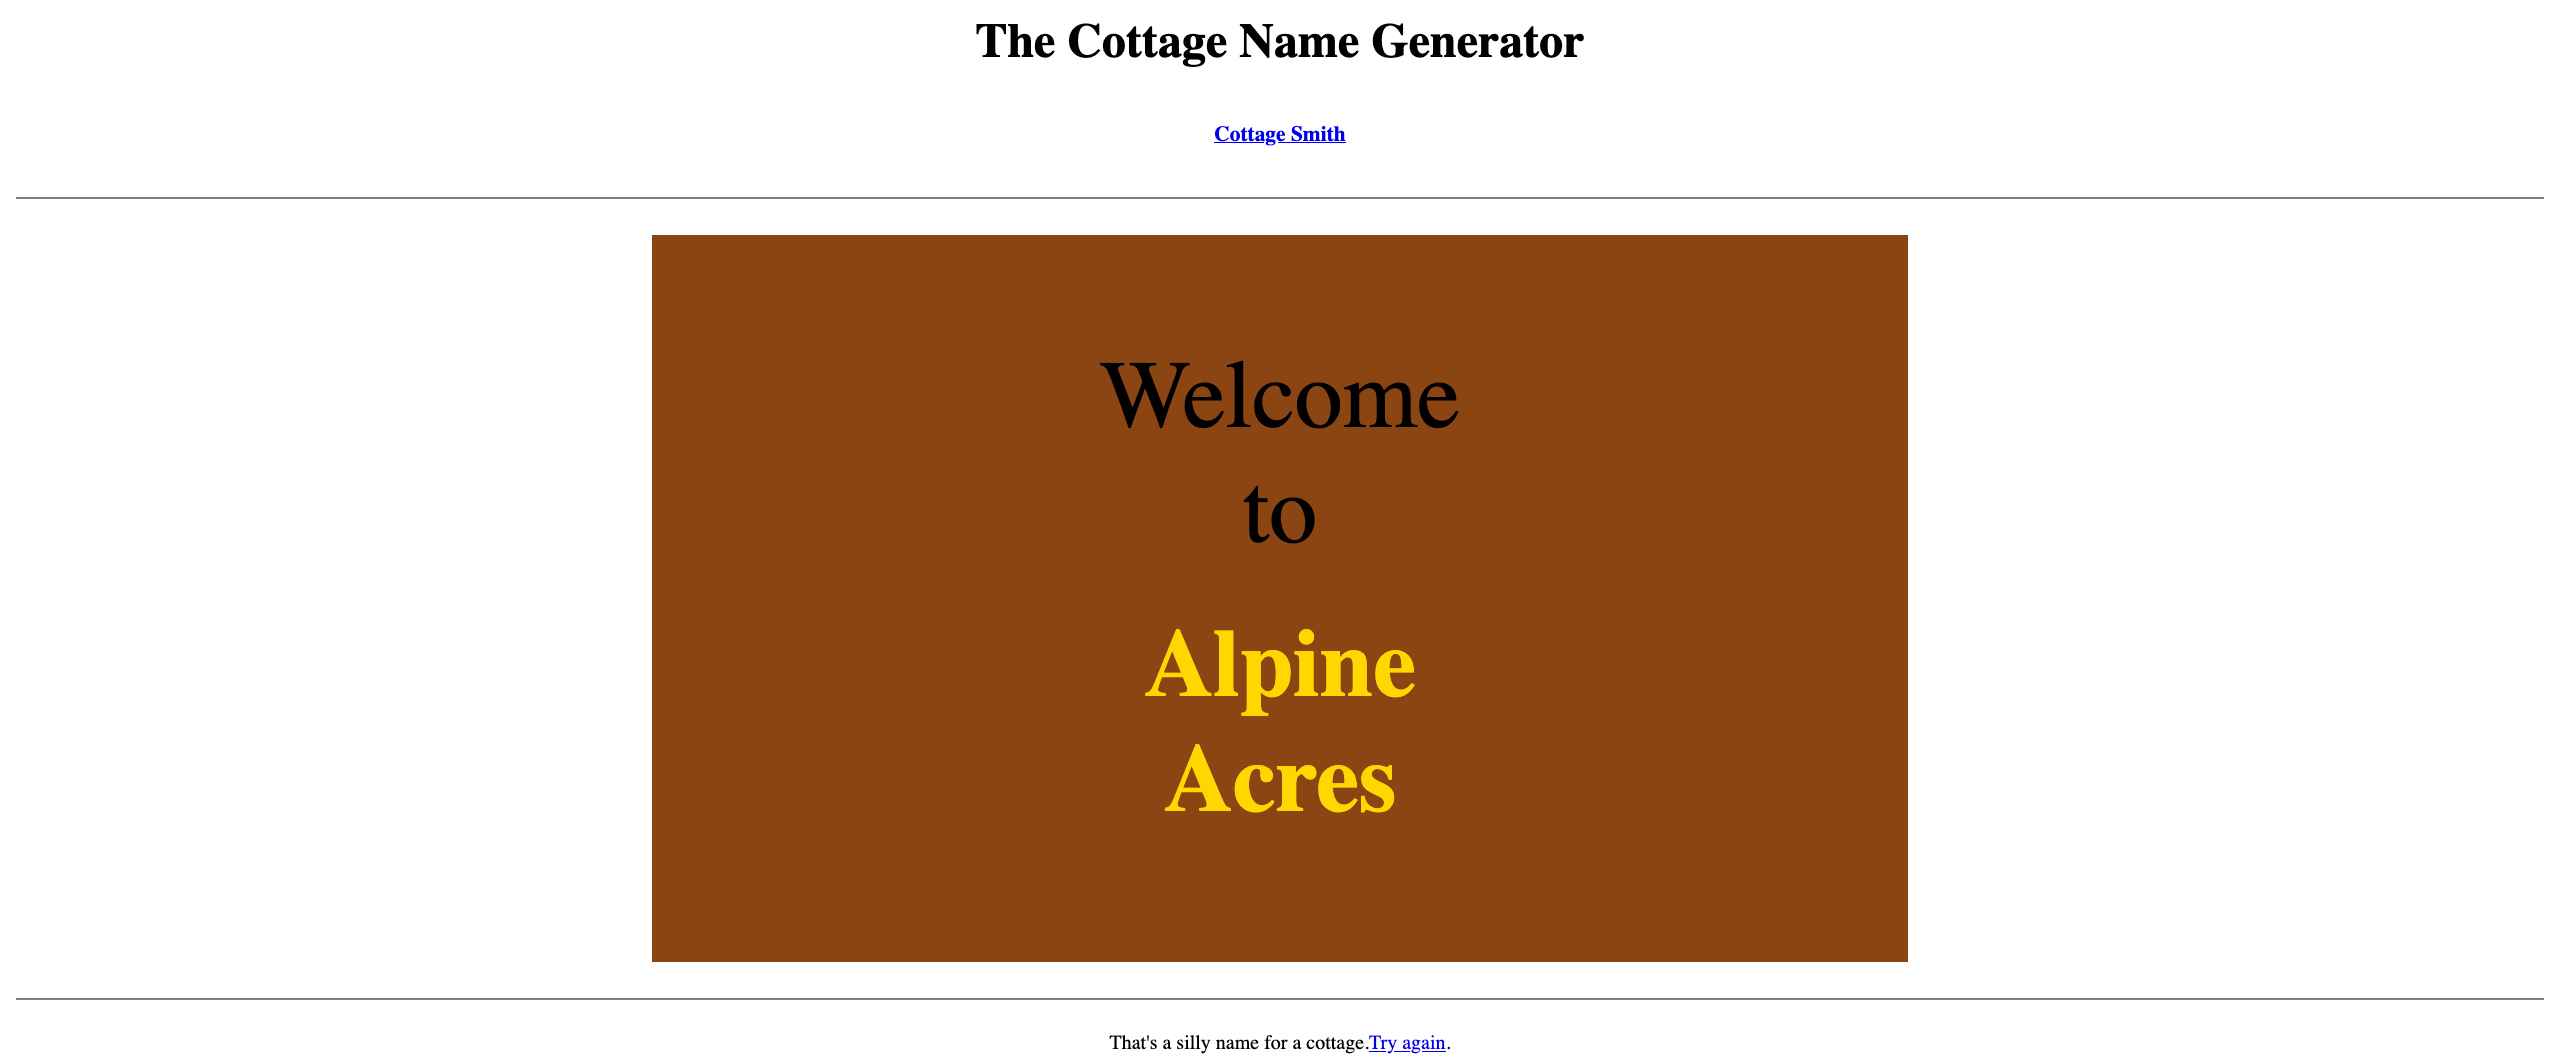 The Cottage Name Generator
Cottage Smith
Welcome
to
Alpine
Acres
That's a silly name for a cottage.Try again.